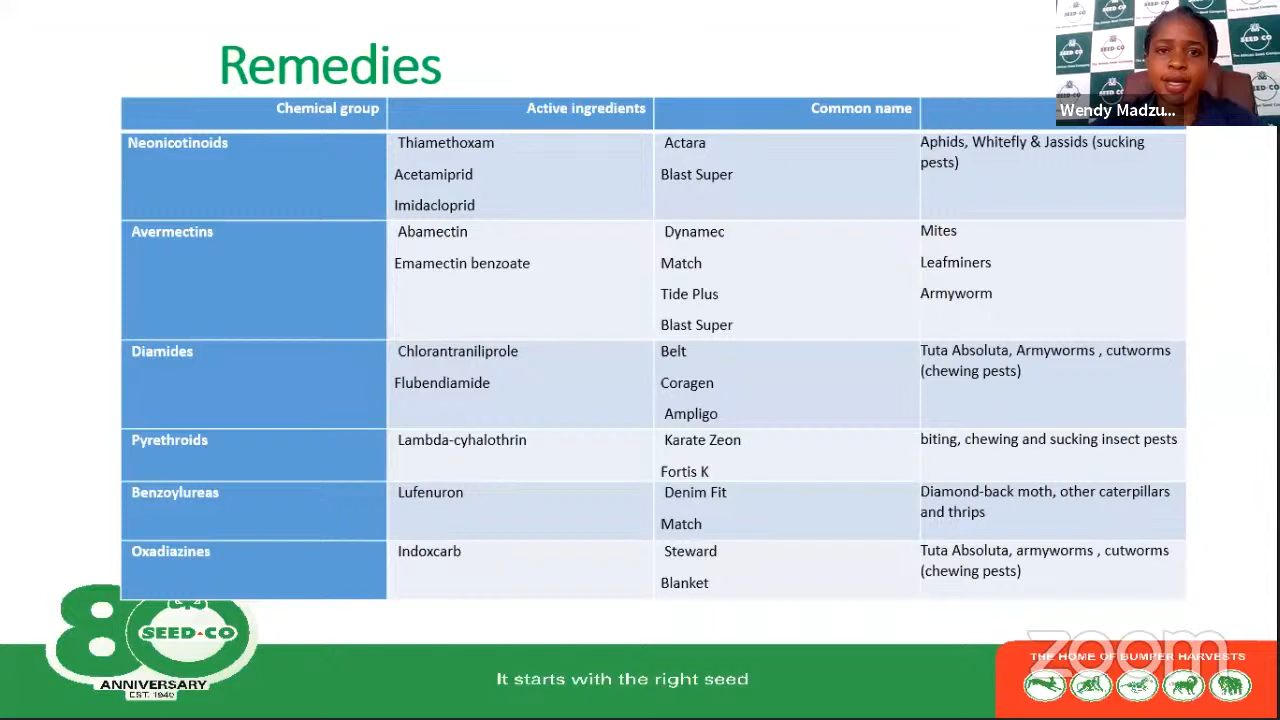 Remedies
Wendy Madzu...
Chemical group
Active ingredients
Common name
Neonicotinoids
Thiamethoxam
Acetamiprid
Imidacloprid
Actara
Blast Super
Aphids, Whitefly & Jassids (sucking
pests)
Avermectins
Abamectin
Emamectin benzoate
Dynamec
Match
Tide Plus
Blast Super
Mites
Leafminers
Armyworm
Diamides
Chlorantraniliprole
Flubendiamide
Belt
Coragen
Ampligo
Tuta Absoluta, Armyworms , cutworms
(chewing pests)
Pyrethroids
Lambda-cyhalothrin
Karate Zeon
Fortis K
biting, chewing and sucking insect pests
Benzoylureas
Lufenuron
Denim Fit
Match
Diamond-back moth, other caterpillars
and thrips
Oxadiazines
Indoxcarb
Steward
Blanket
Tuta Absoluta, armyworms , cutworms
(chewing pests)
80
SEED·CO
ANNIVERSARY
EST. 1940
It starts with the right seed
zoom
THE HOME OF BUMPER HARVESTS